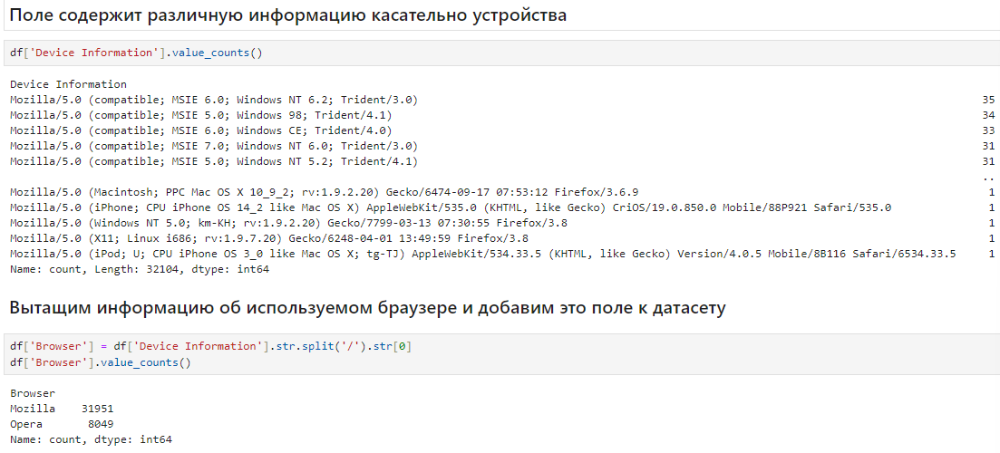 Поле содержит различную информацию касательно устройства
df['Device Information'].value_counts()
Device Information
Mozilla/5.0 (compatible; MSIE 6.0; Windows NT 6.2; Trident/3.0) 35
Mozilla/5.0 (compatible; MSIE 5.0; Windows 98; Trident/4.1) 34
Mozilla/5.0 (compatible; MSIE 6.0; Windows CE; Trident/4.0) 33
Mozilla/5.0 (compatible; MSIE 7.0; Windows NT 6.0; Trident/3.0) 31
Mozilla/5.0 (compatible; MSIE 5.0; Windows NT 5.2; Trident/4.1) 31
..
Mozilla/5.0 (Macintosh; PPC Mac OS X 10_9_2; rv:1.9.2.20) Gecko/6474-09-17 07:53:12 Firefox/3.6.9 1
Mozilla/5.0 (iPhone; CPU iPhone OS 14_2 like Mac OS X) AppleWebKit/535.0 (KHTML, like Gecko) CriOS/19.0.850.0 Mobile/88P921 Safari/535.0 1
Mozilla/5.0 (Windows NT 5.0; km-KH; rv:1.9.2.20) Gecko/7799-03-13 07:30:55 Firefox/3.8 1
Mozilla/5.0 (X11; Linux i686; rv:1.9.7.20) Gecko/6248-04-01 13:49:59 Firefox/3.8 1
Mozilla/5.0 (iPod; U; CPU iPhone OS 3_0 like Mac OS X; tg-TJ) AppleWebKit/534.33.5 (KHTML, like Gecko) Version/4.0.5 Mobile/8B116 Safari/6534.33.5 1
Name: count, Length: 32104, dtype: int64
Вытащим информацию об используемом браузере и добавим это поле к датасету
df['Browser'] = df['Device Information'].str.split('/').str[0]
df['Browser'].value_counts()
Browser
Mozilla 31951
Opera 8049
Name: count, dtype: int64